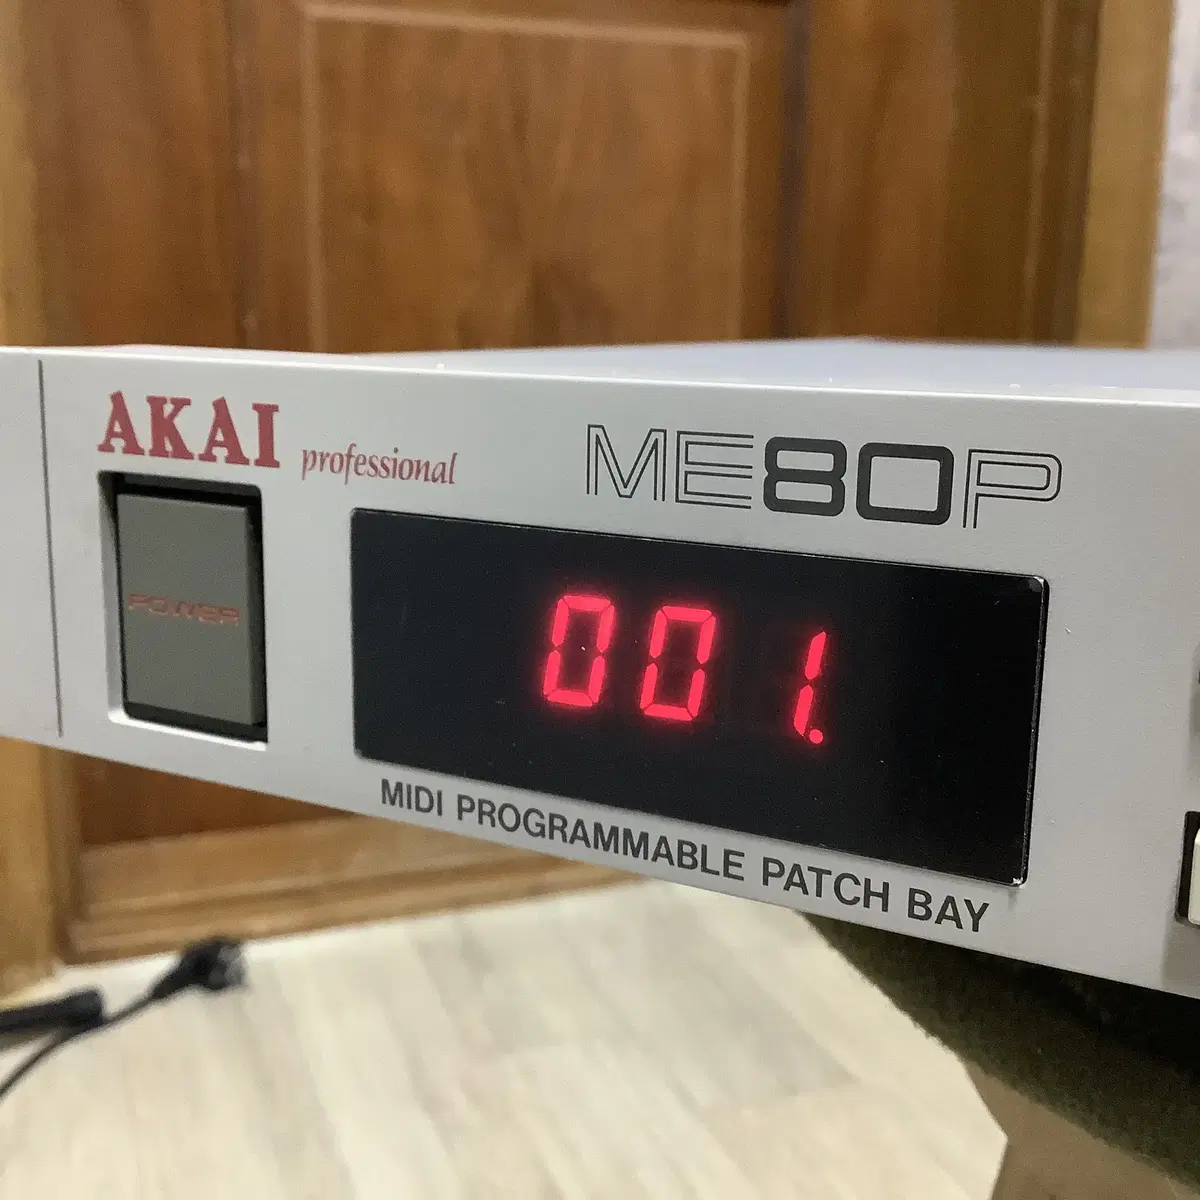 AKAI professional
ME80P
POWER
001.
MIDI PROGRAMMABLE PATCH BAY